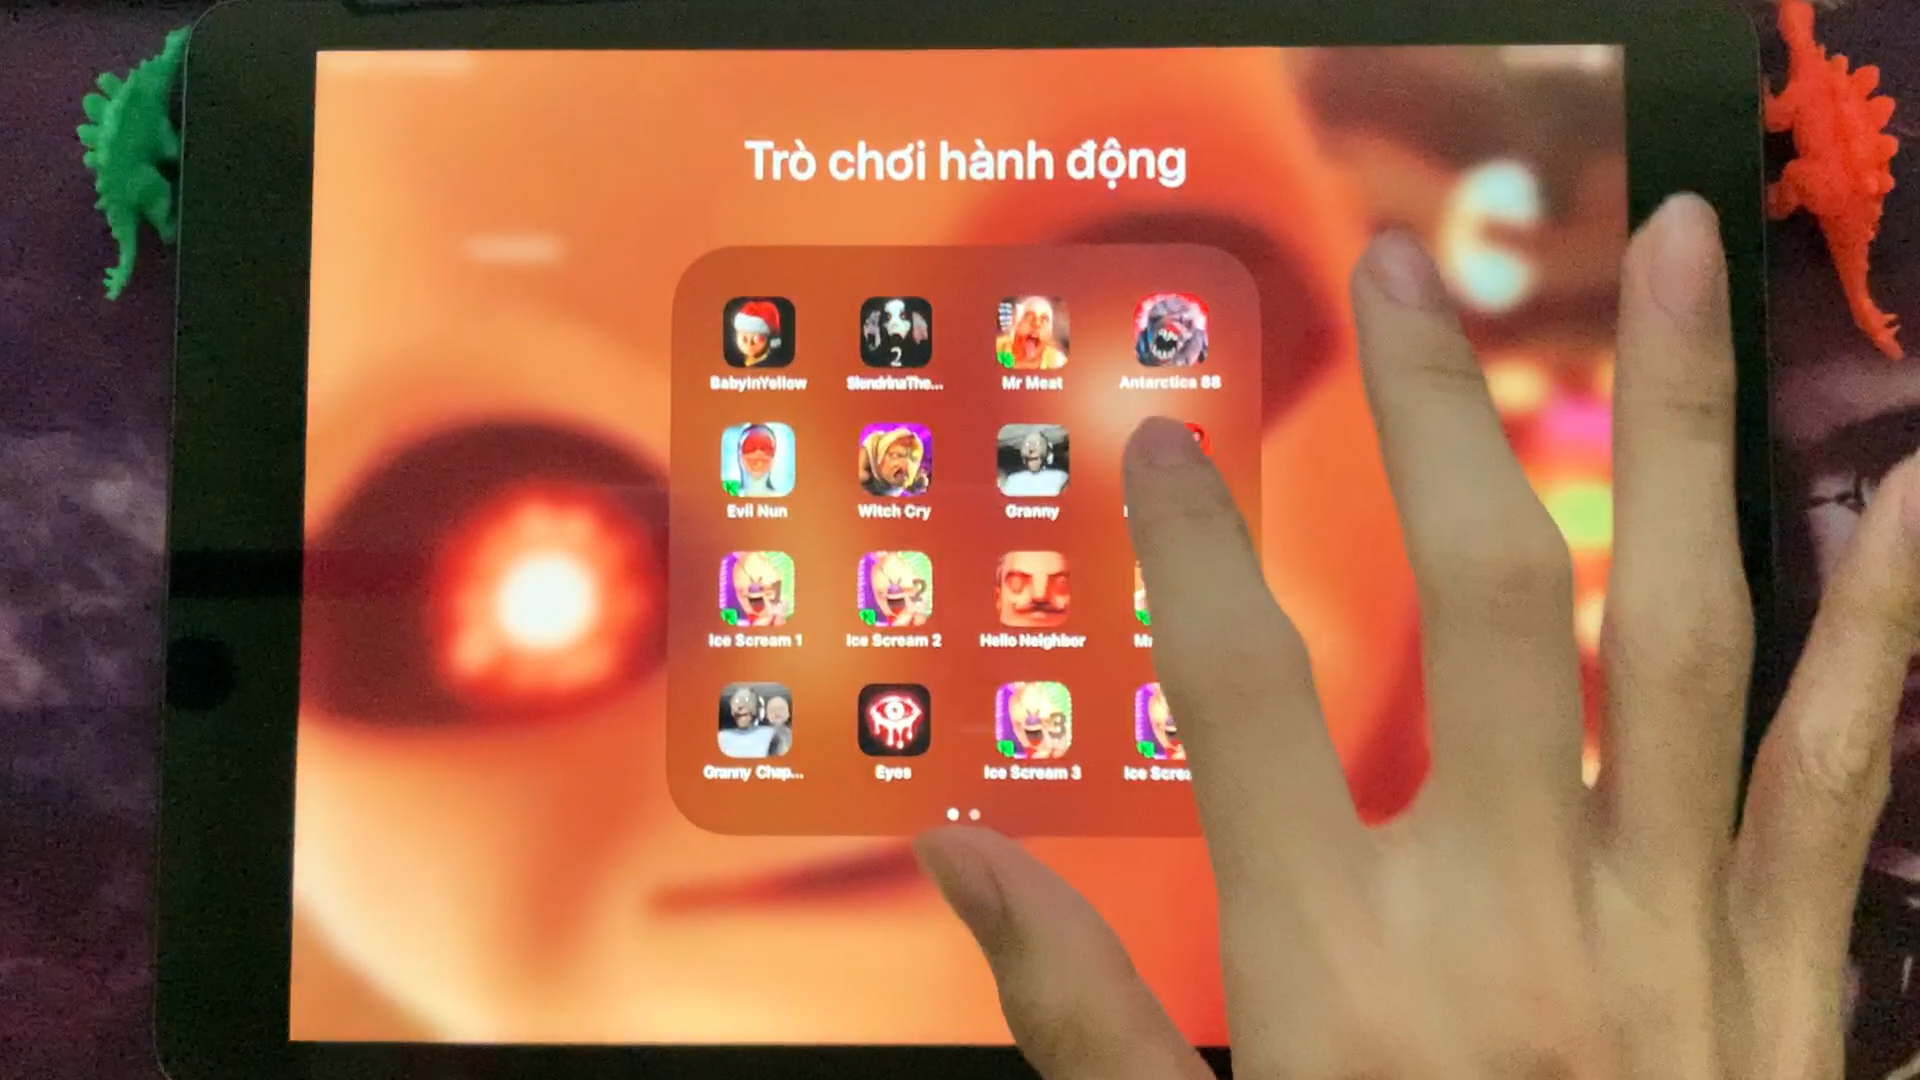 Trò chơi hành động
BabyInYellow
SlendrinaThe...
Mr Meat
Antarctica 88
Evil Nun
Witch Cry
Granny
Ice Scream 1
Ice Scream 2
Hello Neighbor
Granny Chap...
Eyes
Ice Scream 3
Ice